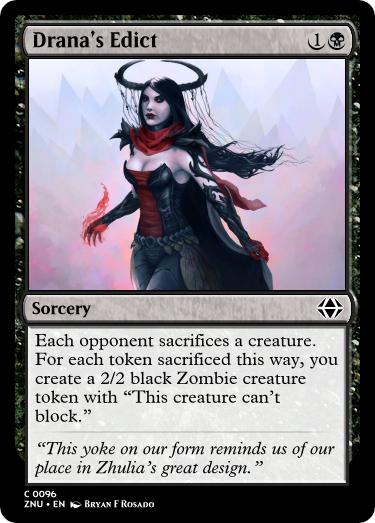 Drana's Edict 1
Sorcery
Each opponent sacrifices a creature.
For each token sacrificed this way, you
create a 2/2 black Zombie creature
token with “This creature can’t
block.”
“This yoke on our form reminds us of our
place in Zhulia’s great design.”
C 0096
ZNU • EN Bryan F Rosado